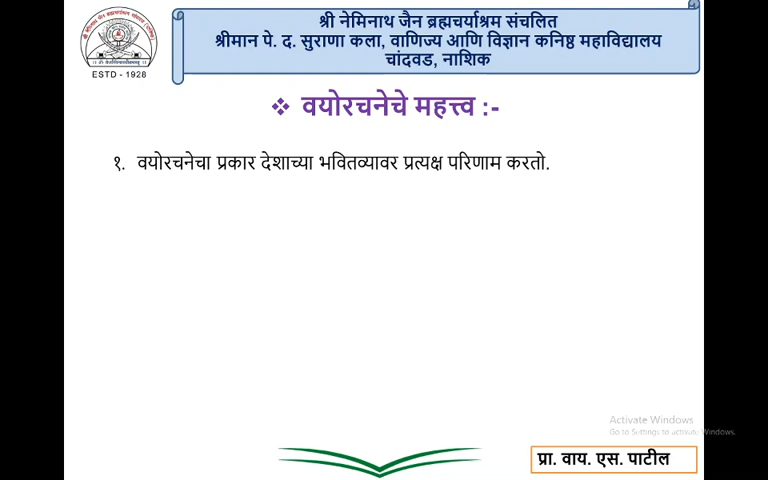 श्री नेमिनाथ जैन ब्रह्मचर्याश्रम संचलित
श्रीमान पे. द. सुराणा कला, वाणिज्य आणि विज्ञान कनिष्ठ महाविद्यालय
चांदवड, नाशिक
ESTD - 1928
❖ वयोरचनेचे महत्त्व :-
१. वयोरचनेचा प्रकार देशाच्या भवितव्यावर प्रत्यक्ष परिणाम करतो.
Activate Windows
Go to Settings to activate Windows.
प्रा. वाय. एस. पाटील